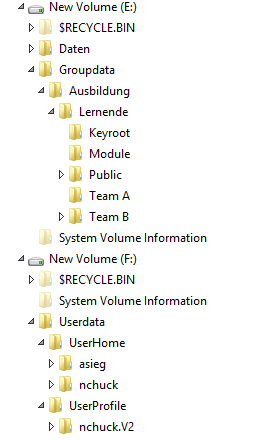 New Volume (E:)
$RECYCLE.BIN
Daten
Groupdata
Ausbildung
Lernende
Keyroot
Module
Public
Team A
Team B
System Volume Information
New Volume (F:)
$RECYCLE.BIN
System Volume Information
Userdata
UserHome
asieg
nchuck
UserProfile
nchuck.V2